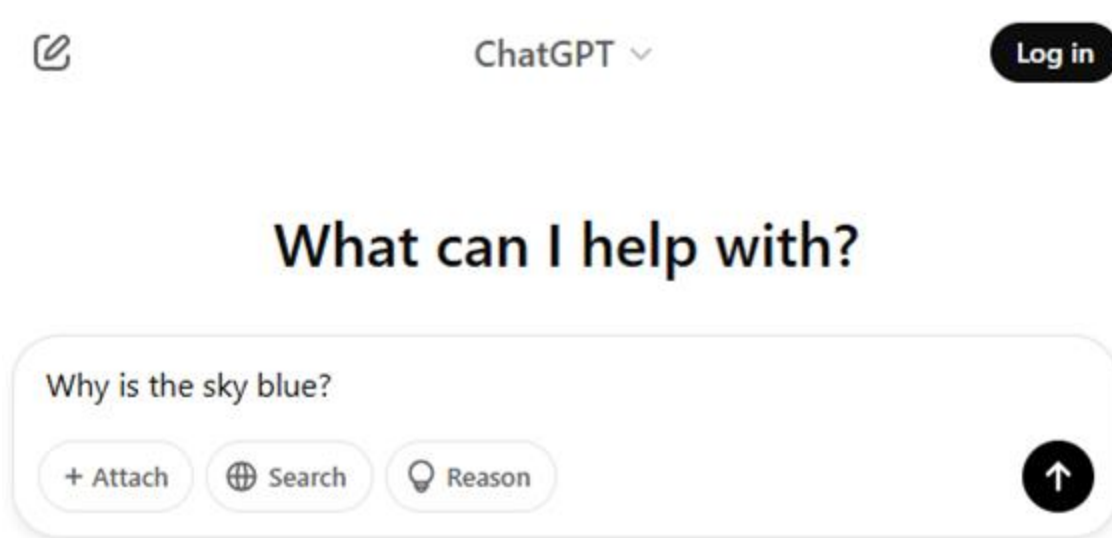 ChatGPT
Log in
What can I help with?
Why is the sky blue?
+ Attach
Search
Reason